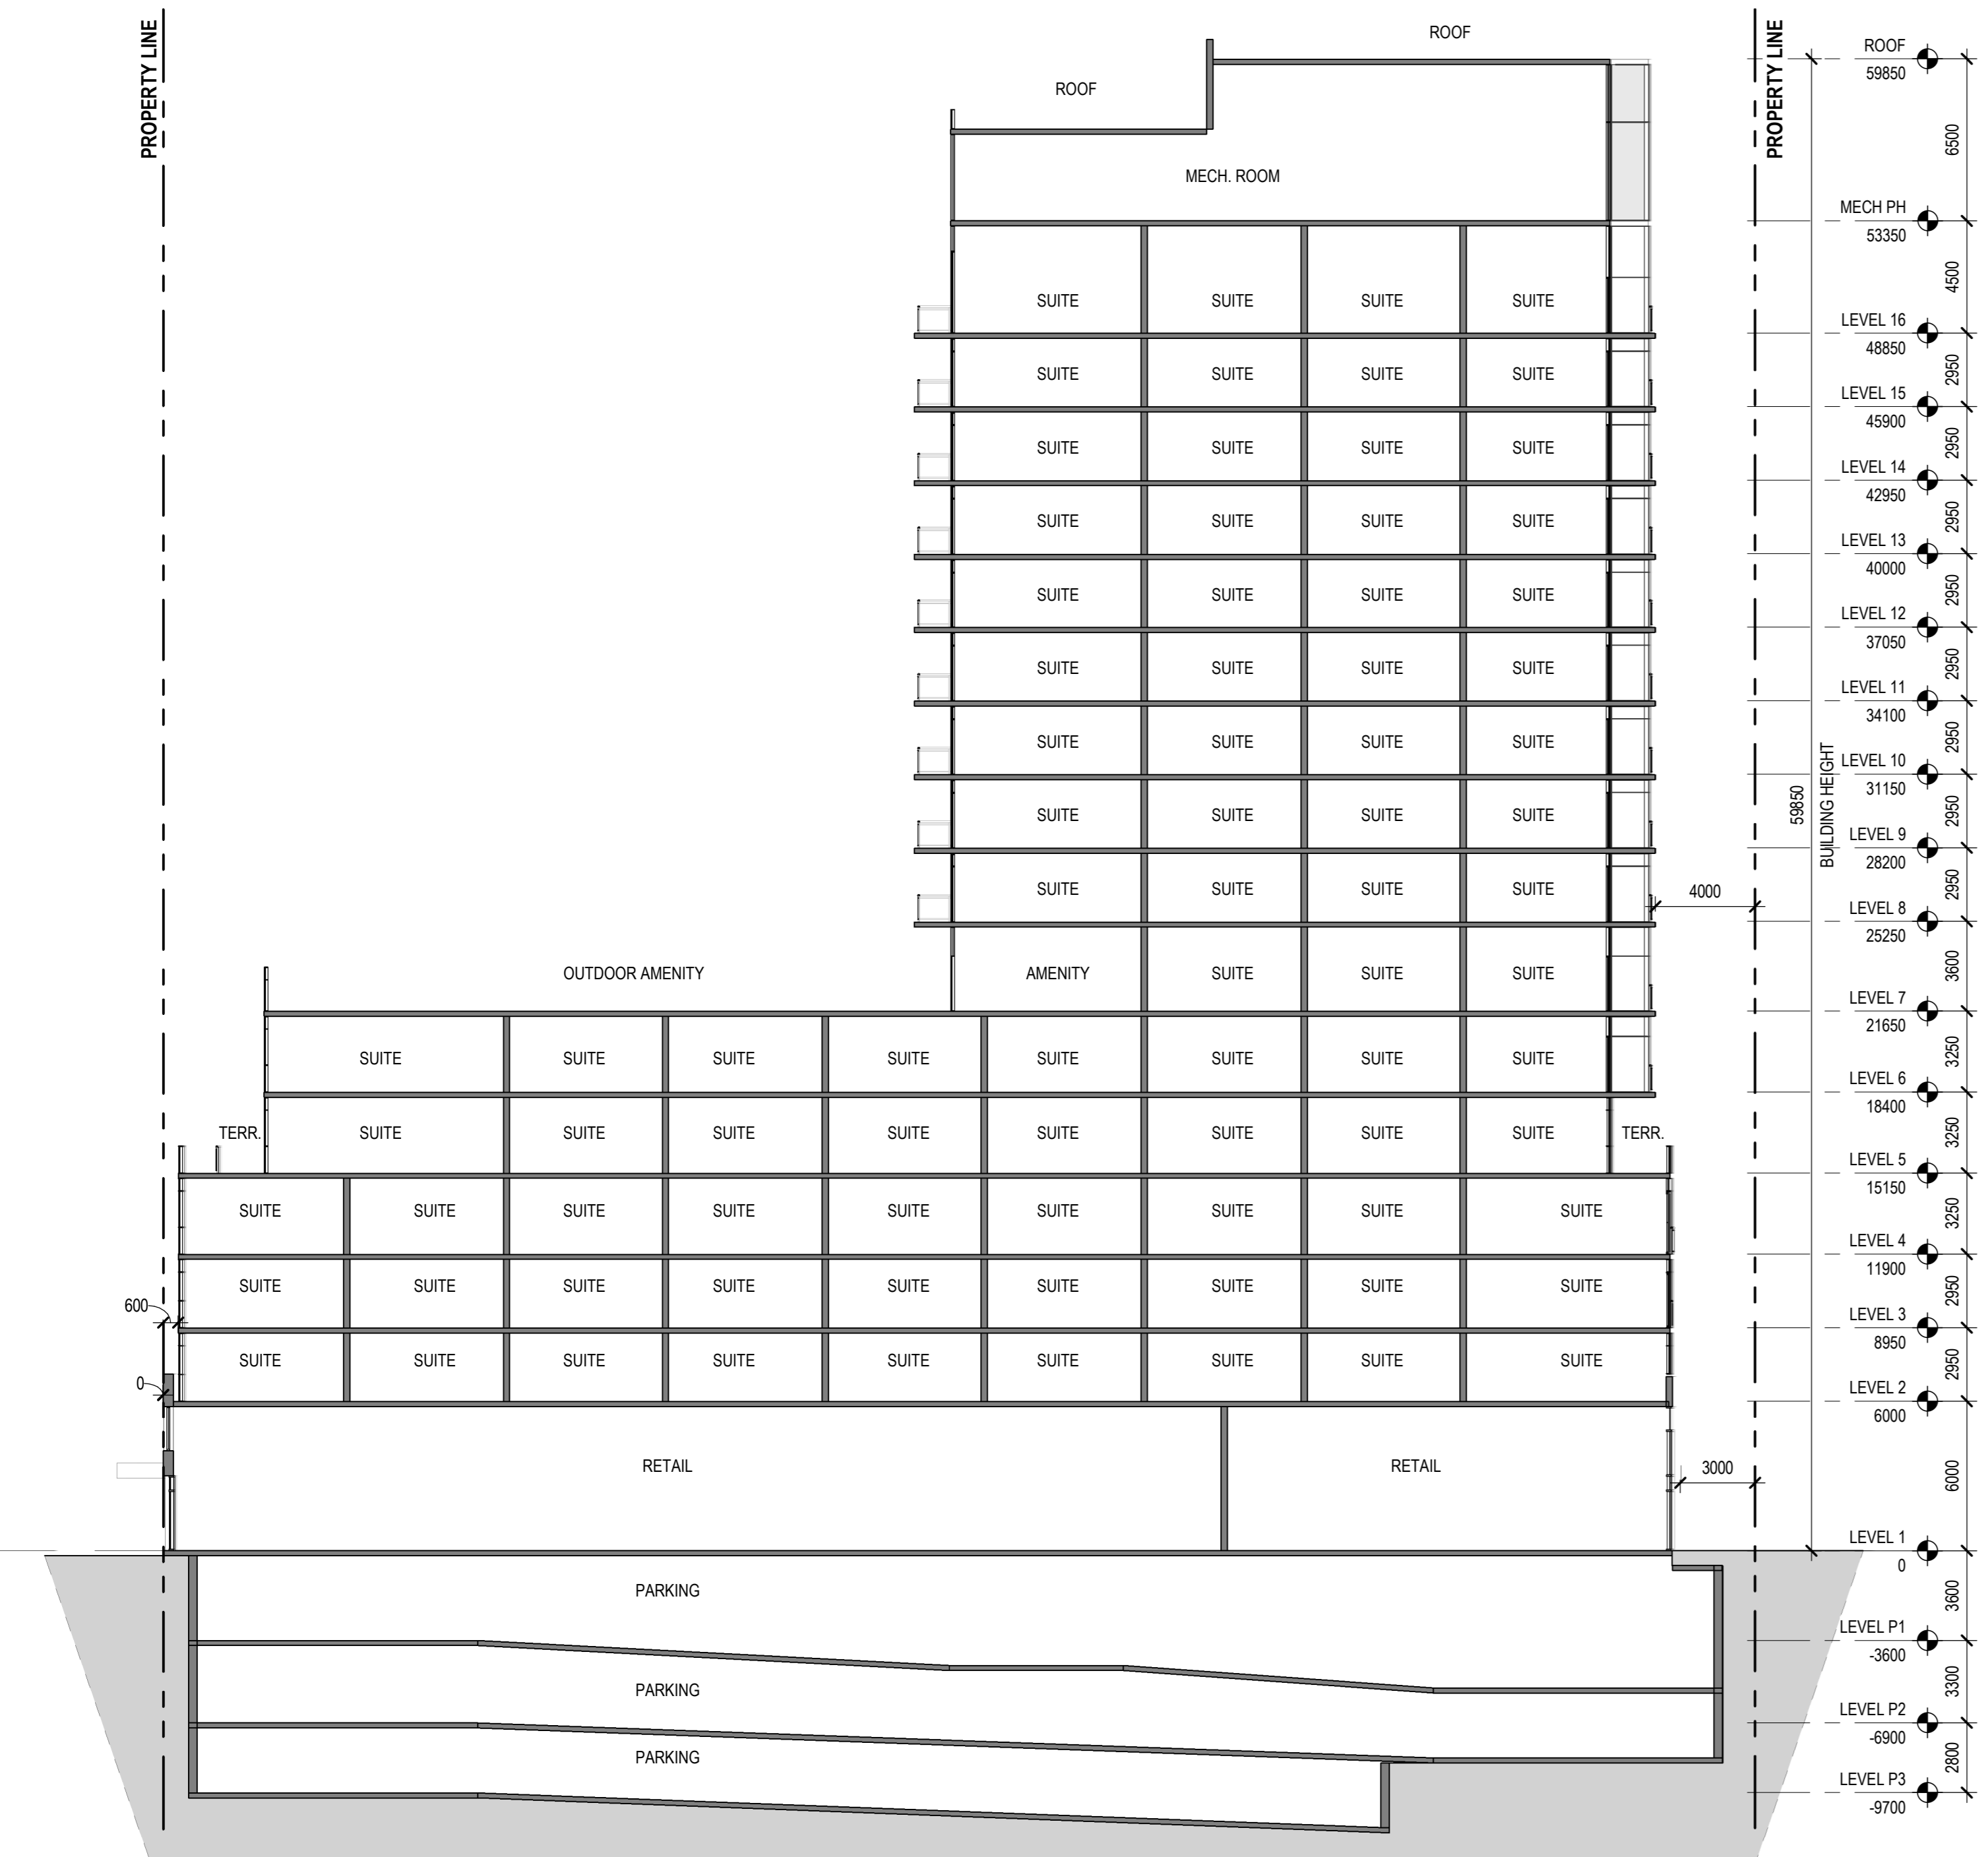 PROPERTY LINE
PROPERTY LINE
ROOF
ROOF
MECH. ROOM
ROOF
59850
6500
MECH PH
53350
4500
SUITE SUITE SUITE SUITE
LEVEL 16
48850
2950
SUITE SUITE SUITE SUITE
LEVEL 15
45900
2950
SUITE SUITE SUITE SUITE
LEVEL 14
42950
2950
SUITE SUITE SUITE SUITE
LEVEL 13
40000
2950
SUITE SUITE SUITE SUITE
LEVEL 12
37050
2950
SUITE SUITE SUITE SUITE
LEVEL 11
34100
2950
SUITE SUITE SUITE SUITE
LEVEL 10
31150
2950
59850
BUILDING HEIGHT
SUITE SUITE SUITE SUITE
LEVEL 9
28200
2950
SUITE SUITE SUITE SUITE
4000
LEVEL 8
25250
3600
OUTDOOR AMENITY AMENITY SUITE SUITE SUITE
LEVEL 7
21650
3250
SUITE SUITE SUITE SUITE SUITE SUITE SUITE SUITE
LEVEL 6
18400
3250
TERR. SUITE SUITE SUITE SUITE SUITE SUITE SUITE SUITE TERR.
LEVEL 5
15150
3250
SUITE SUITE SUITE SUITE SUITE SUITE SUITE SUITE SUITE
LEVEL 4
11900
2950
600
SUITE SUITE SUITE SUITE SUITE SUITE SUITE SUITE SUITE
LEVEL 3
8950
2950
0
SUITE SUITE SUITE SUITE SUITE SUITE SUITE SUITE SUITE
LEVEL 2
6000
6000
RETAIL RETAIL
3000
LEVEL 1
0
3600
PARKING
LEVEL P1
-3600
3300
PARKING
LEVEL P2
-6900
2800
PARKING
LEVEL P3
-9700